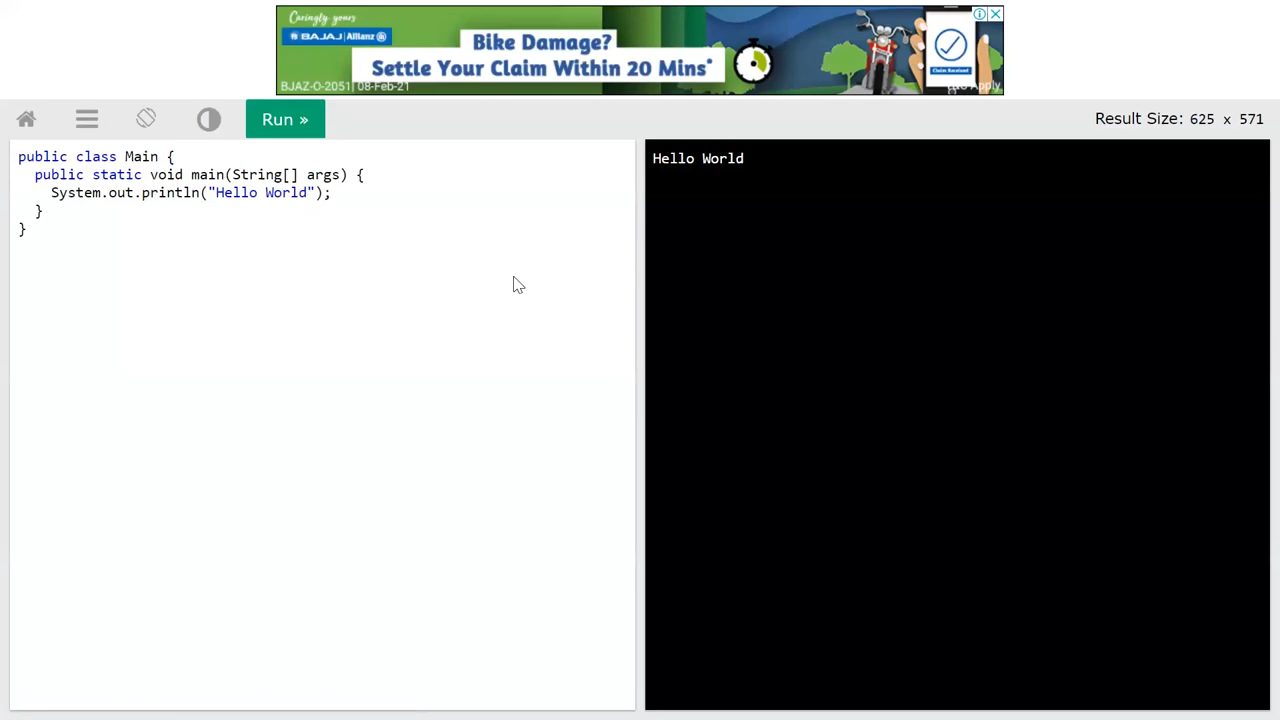 Caringly yours
BAJAJ | Allianz
Bike Damage?
Settle Your Claim Within 20 Mins*
BJAZ-O-2051| 08-Feb-21
Apply
Claim Received
Run »
Result Size: 625 x 571
public class Main {
  public static void main(String[] args) {
    System.out.println("Hello World");
  }
}
Hello World